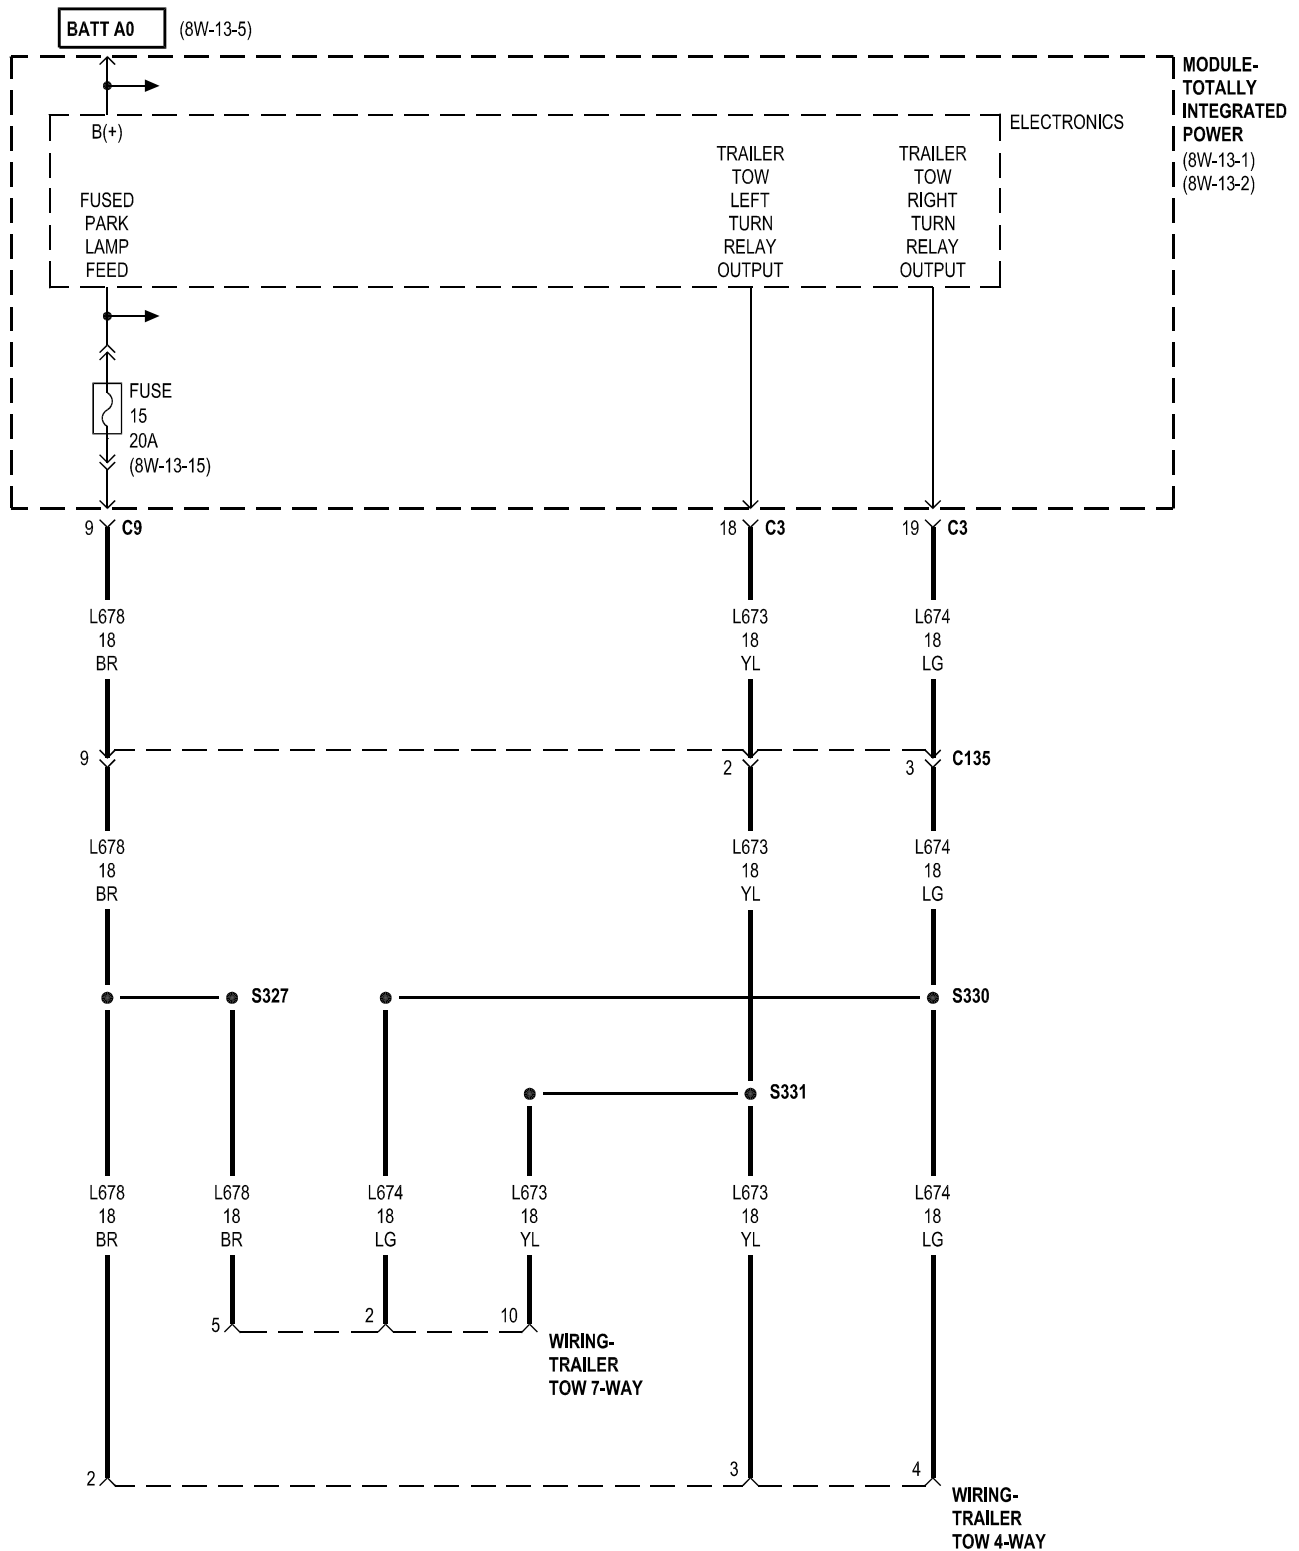 BATT A0 (8W-13-5)
MODULE-
TOTALLY
INTEGRATED
POWER
(8W-13-1)
(8W-13-2)
ELECTRONICS
B(+)
FUSED
PARK
LAMP
FEED
TRAILER
TOW
LEFT
TURN
RELAY
OUTPUT
TRAILER
TOW
RIGHT
TURN
RELAY
OUTPUT
FUSE
15
20A
(8W-13-15)
9 C9
18 C3
19 C3
L678
18
BR
L673
18
YL
L674
18
LG
9
2
3
C135
L678
18
BR
L673
18
YL
L674
18
LG
S327
S330
S331
L678
18
BR
L678
18
BR
L674
18
LG
L673
18
YL
L673
18
YL
L674
18
LG
5
2
10
WIRING-
TRAILER
TOW 7-WAY
2
3
4
WIRING-
TRAILER
TOW 4-WAY